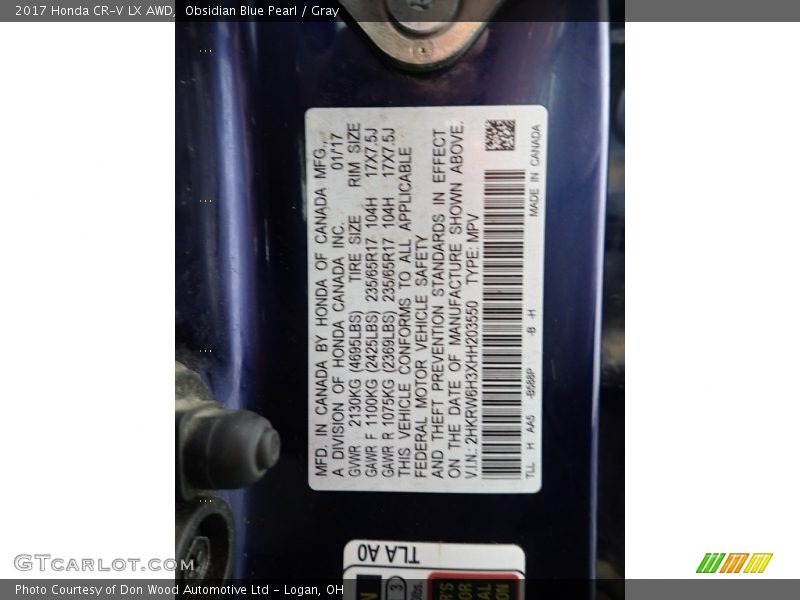 2017 Honda CR-V LX AWD,  Obsidian Blue Pearl / Gray
MFD. IN CANADA BY HONDA OF CANADA MFG.,
A DIVISION OF HONDA CANADA INC. 01/17
GVWR 2130KG (4695LBS) TIRE SIZE RIM SIZE
GAWR F 1100KG (2425LBS) 235/65R17 104H 17X7.5J
GAWR R 1075KG (2369LBS) 235/65R17 104H 17X7.5J
THIS VEHICLE CONFORMS TO ALL APPLICABLE
FEDERAL MOTOR VEHICLE SAFETY
AND THEFT PREVENTION STANDARDS IN EFFECT
ON THE DATE OF MANUFACTURE SHOWN ABOVE.
V.I.N.: 2HKRW6H3XHH203550 TYPE: MPV
TLL H AA5 -B588P -B -H MADE IN CANADA
TLA A0
3
GTCarlot.com
Photo Courtesy of Don Wood Automotive Ltd - Logan, OH